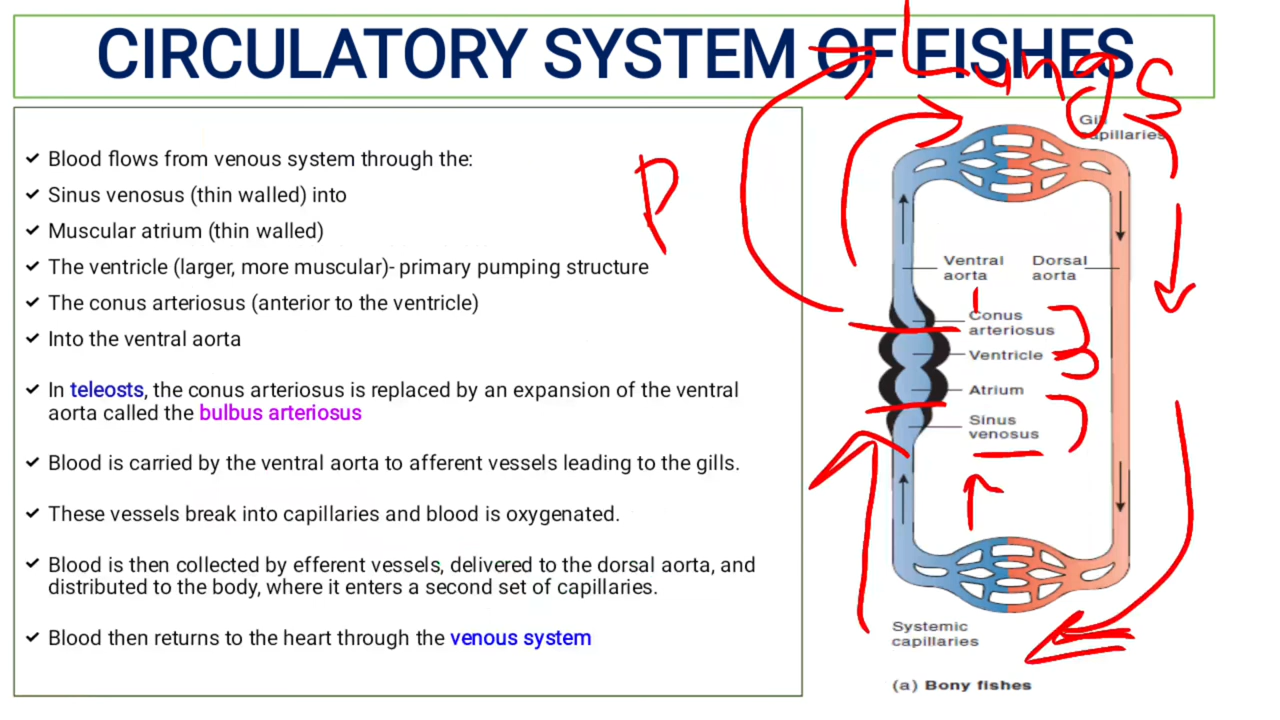 CIRCULATORY SYSTEM OF FISHES
Lungs
✓ Blood flows from venous system through the:
✓ Sinus venosus (thin walled) into
✓ Muscular atrium (thin walled)
✓ The ventricle (larger, more muscular)- primary pumping structure
✓ The conus arteriosus (anterior to the ventricle)
✓ Into the ventral aorta
✓ In teleosts, the conus arteriosus is replaced by an expansion of the ventral
aorta called the bulbus arteriosus
✓ Blood is carried by the ventral aorta to afferent vessels leading to the gills.
✓ These vessels break into capillaries and blood is oxygenated.
✓ Blood is then collected by efferent vessels, delivered to the dorsal aorta, and
distributed to the body, where it enters a second set of capillaries.
✓ Blood then returns to the heart through the venous system
P
Gill
capillaries
Ventral
aorta
Dorsal
aorta
Conus
arteriosus
Ventricle
Atrium
Sinus
venosus
Systemic
capillaries
(a) Bony fishes